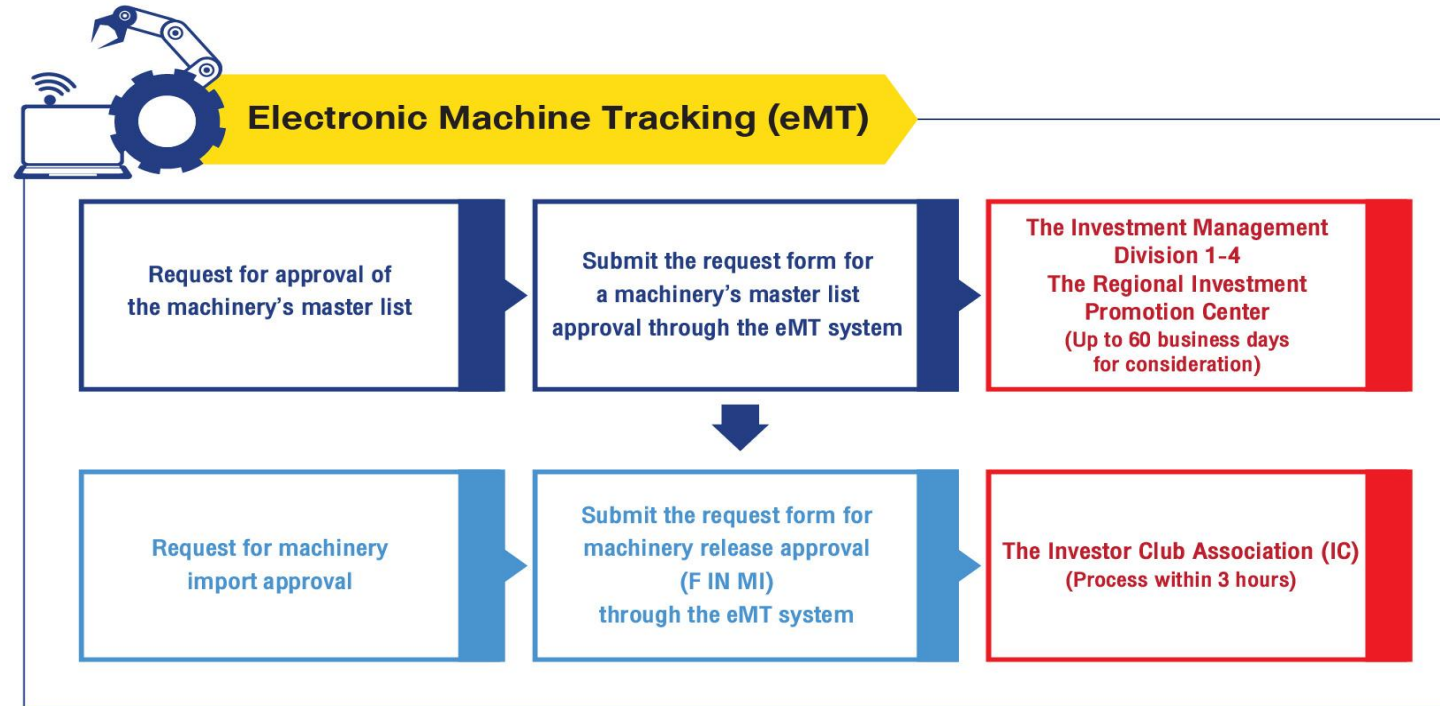 Electronic Machine Tracking (eMT)
Request for approval of
the machinery's master list
Submit the request form for
a machinery's master list
approval through the eMT system
The Investment Management
Division 1-4
The Regional Investment
Promotion Center
(Up to 60 business days
for consideration)
Request for machinery
import approval
Submit the request form for
machinery release approval
(F IN MI)
through the eMT system
The Investor Club Association (IC)
(Process within 3 hours)